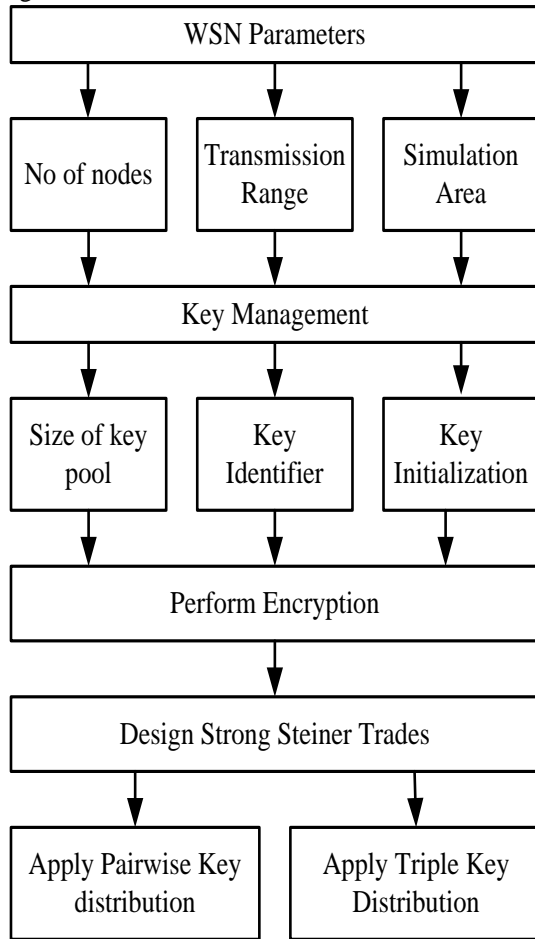 WSN Parameters
No of nodes
Transmission
Range
Simulation
Area
Key Management
Size of key
pool
Key
Identifier
Key
Initialization
Perform Encryption
Design Strong Steiner Trades
Apply Pairwise Key
distribution
Apply Triple Key
Distribution